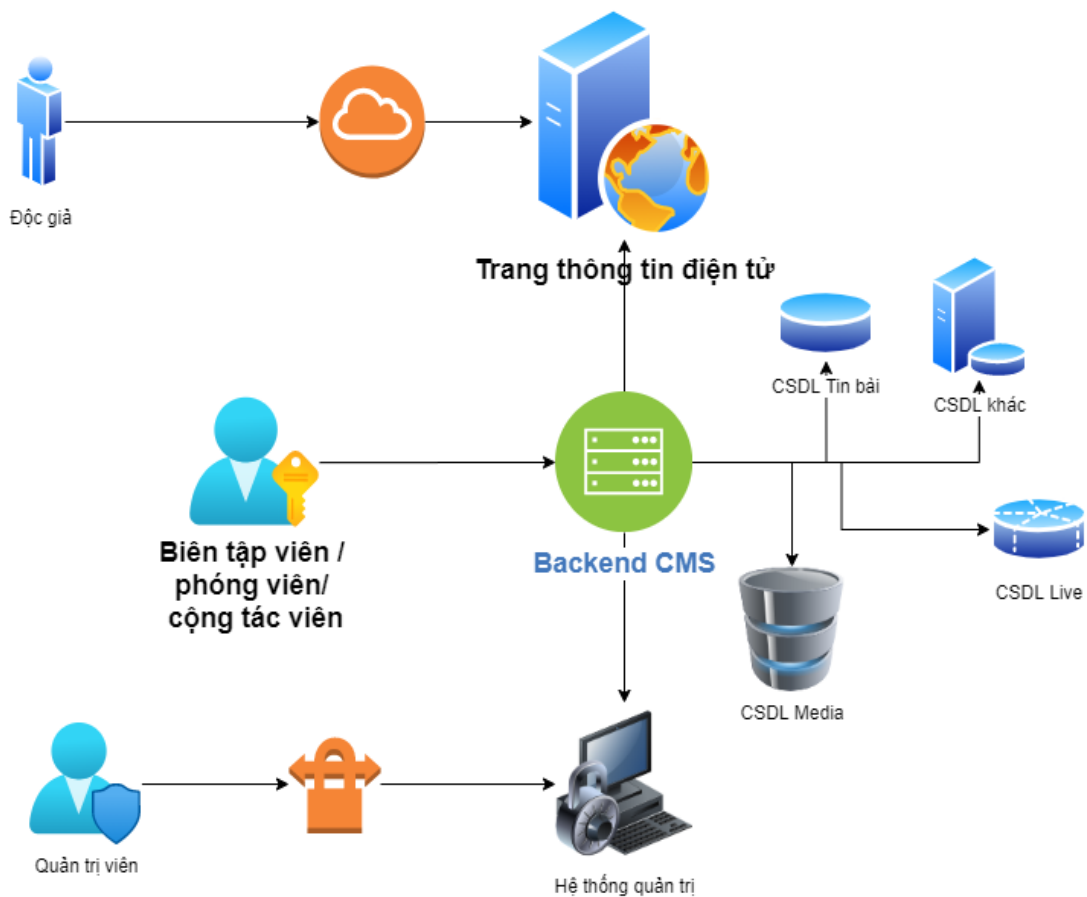 Độc giả
Trang thông tin điện tử
CSDL Tin bài
CSDL khác
Biên tập viên /
phóng viên/
cộng tác viên
Backend CMS
CSDL Live
CSDL Media
Quản trị viên
Hệ thống quản trị